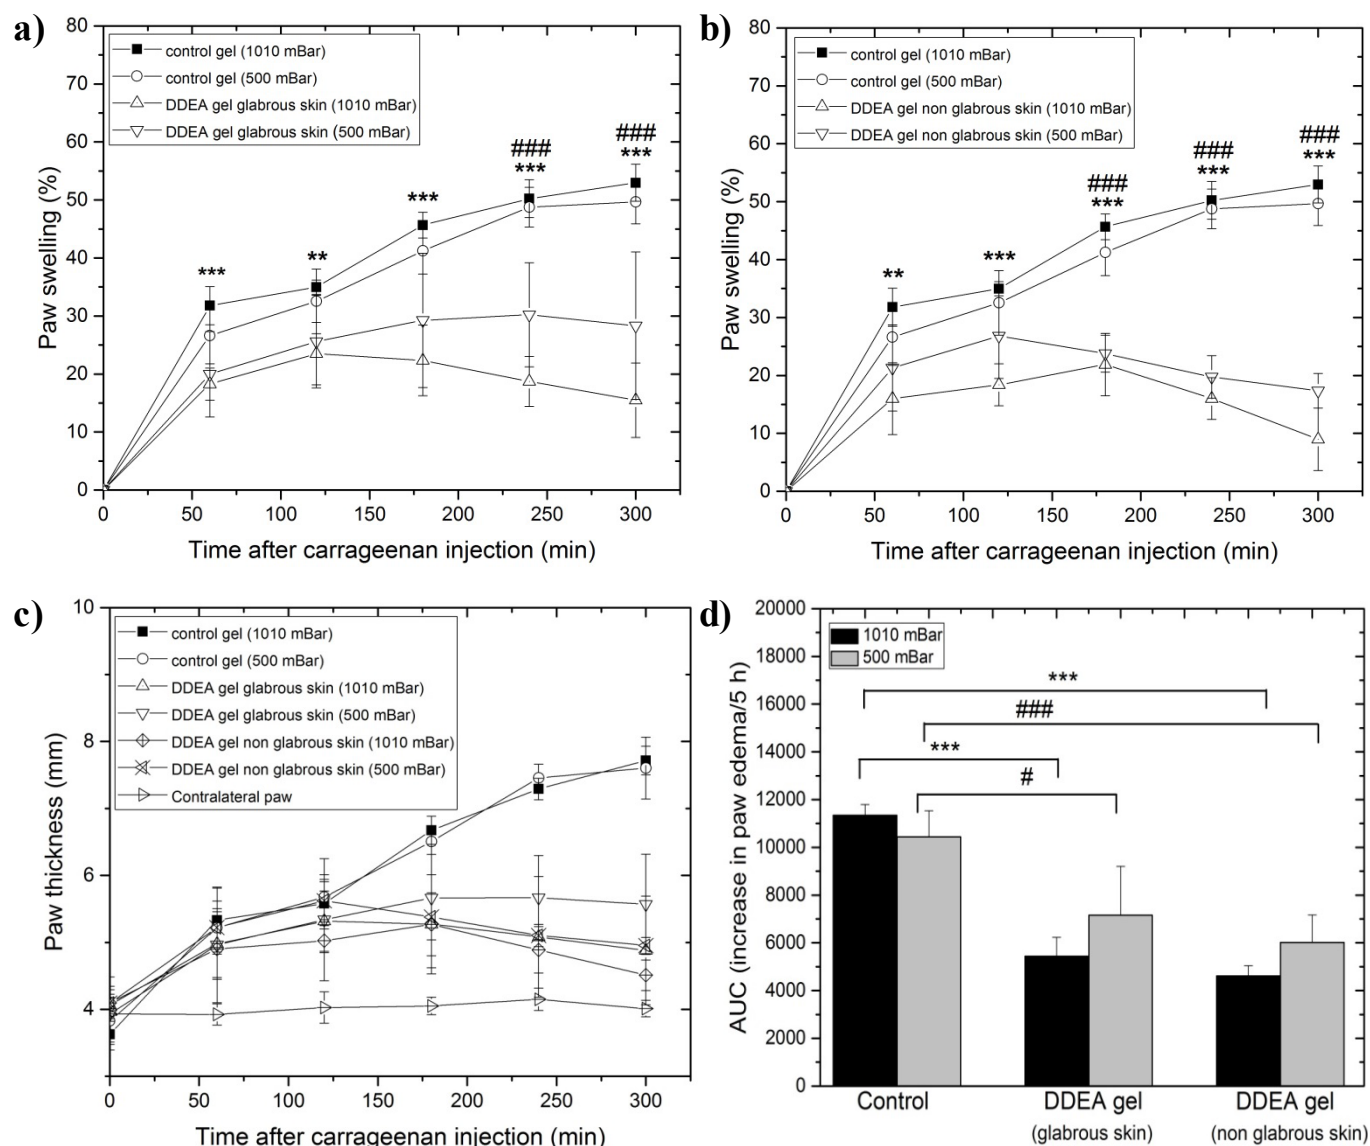 a)
80
70
60
50
40
30
20
10
0
Paw swelling (%)
control gel (1010 mBar)
control gel (500 mBar)
DDEA gel glabrous skin (1010 mBar)
DDEA gel glabrous skin (500 mBar)
***
**
***
###
***
###
***
0 50 100 150 200 250 300
Time after carrageenan injection (min)
b)
80
70
60
50
40
30
20
10
0
Paw swelling (%)
control gel (1010 mBar)
control gel (500 mBar)
DDEA gel non glabrous skin (1010 mBar)
DDEA gel non glabrous skin (500 mBar)
**
***
###
***
###
***
###
***
0 50 100 150 200 250 300
Time after carrageenan injection (min)
c)
10
8
6
4
Paw thickness (mm)
control gel (1010 mBar)
control gel (500 mBar)
DDEA gel glabrous skin (1010 mBar)
DDEA gel glabrous skin (500 mBar)
DDEA gel non glabrous skin (1010 mBar)
DDEA gel non glabrous skin (500 mBar)
Contralateral paw
0 50 100 150 200 250 300
Time after carrageenan injection (min)
d)
20000
18000
16000
14000
12000
10000
8000
6000
4000
2000
0
AUC (increase in paw edema/5 h)
1010 mBar
500 mBar
***
###
***
#
Control DDEA gel DDEA gel
(glabrous skin) (non glabrous skin)